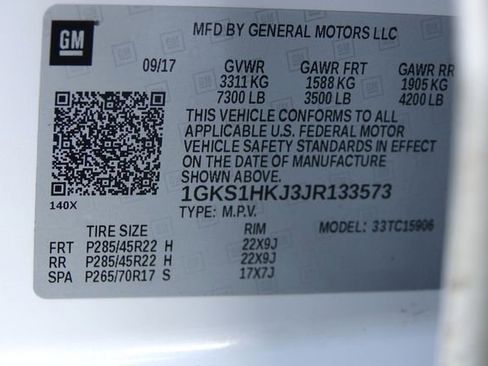 GM
MFD BY GENERAL MOTORS LLC
09/17 GVWR GAWR FRT GAWR RR
3311 KG 1588 KG 1905 KG
7300 LB 3500 LB 4200 LB
THIS VEHICLE CONFORMS TO ALL
APPLICABLE U.S. FEDERAL MOTOR
VEHICLE SAFETY STANDARDS IN EFFECT
ON THE DATE OF MANUFACTURE
SHOWN ABOVE.
140X 1GKS1HKJ3JR133573
TYPE: M.P.V. MODEL: 33TC15906
TIRE SIZE RIM
FRT P285/45R22 H 22X9J
RR P285/45R22 H 22X9J
SPA P265/70R17 S 17X7J